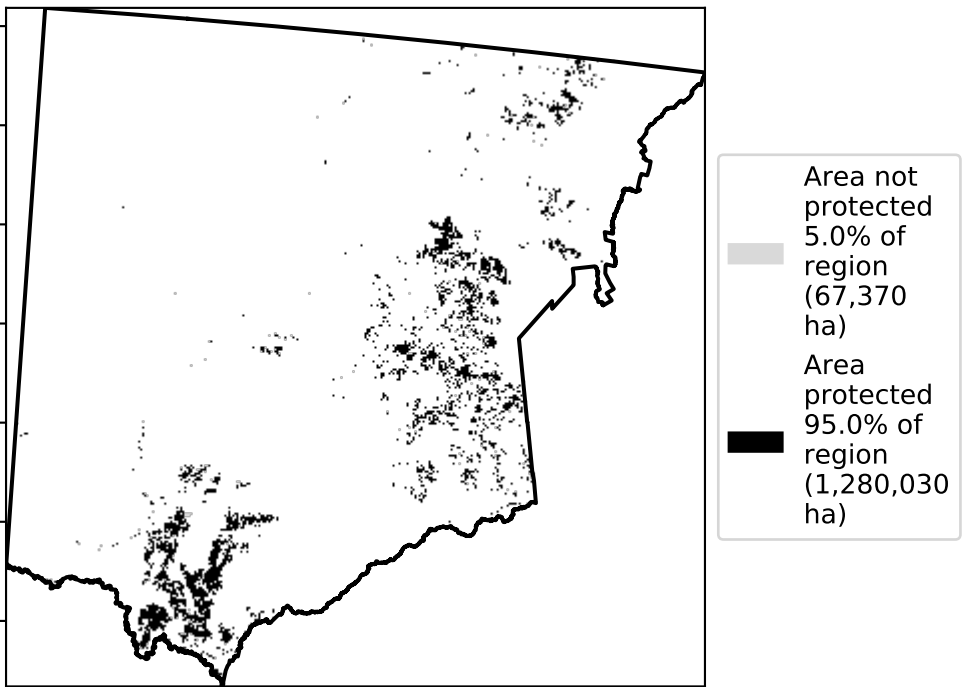 Area not
protected
5.0% of
region
(67,370
ha)
Area
protected
95.0% of
region
(1,280,030
ha)